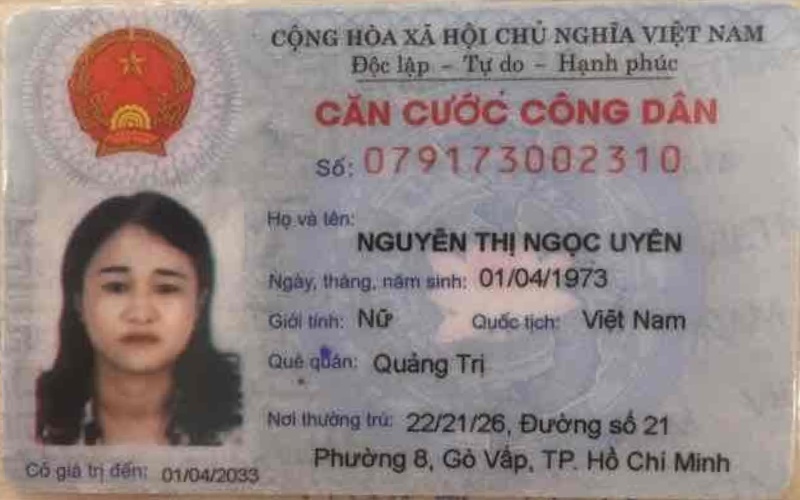 CỘNG HÒA XÃ HỘI CHỦ NGHĨA VIỆT NAM
Độc lập - Tự do - Hạnh phúc
CĂN CƯỚC CÔNG DÂN
Số: 079173002310
Họ và tên:
NGUYỄN THỊ NGỌC UYÊN
Ngày, tháng, năm sinh: 01/04/1973
Giới tính: Nữ Quốc tịch: Việt Nam
Quê quán: Quảng Trị
Nơi thường trú: 22/21/26, Đường số 21
Phường 8, Gò Vấp, TP. Hồ Chí Minh
Có giá trị đến: 01/04/2033